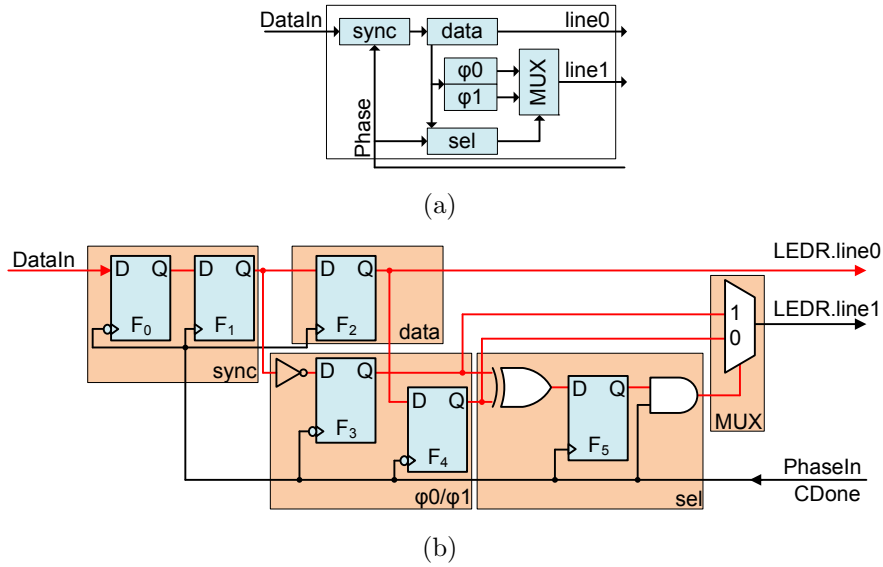 DataIn
sync
data
line0
φ0
φ1
MUX
line1
Phase
sel
(a)
DataIn
D Q
F0
D Q
F1
sync
D Q
F2
data
LEDR.line0
LEDR.line1
1
0
MUX
D Q
F3
D Q
F4
φ0/φ1
D Q
F5
sel
PhaseIn
CDone
(b)